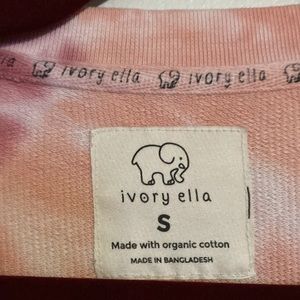 ivory ella ivory ella
ivory ella
S
Made with organic cotton
MADE IN BANGLADESH